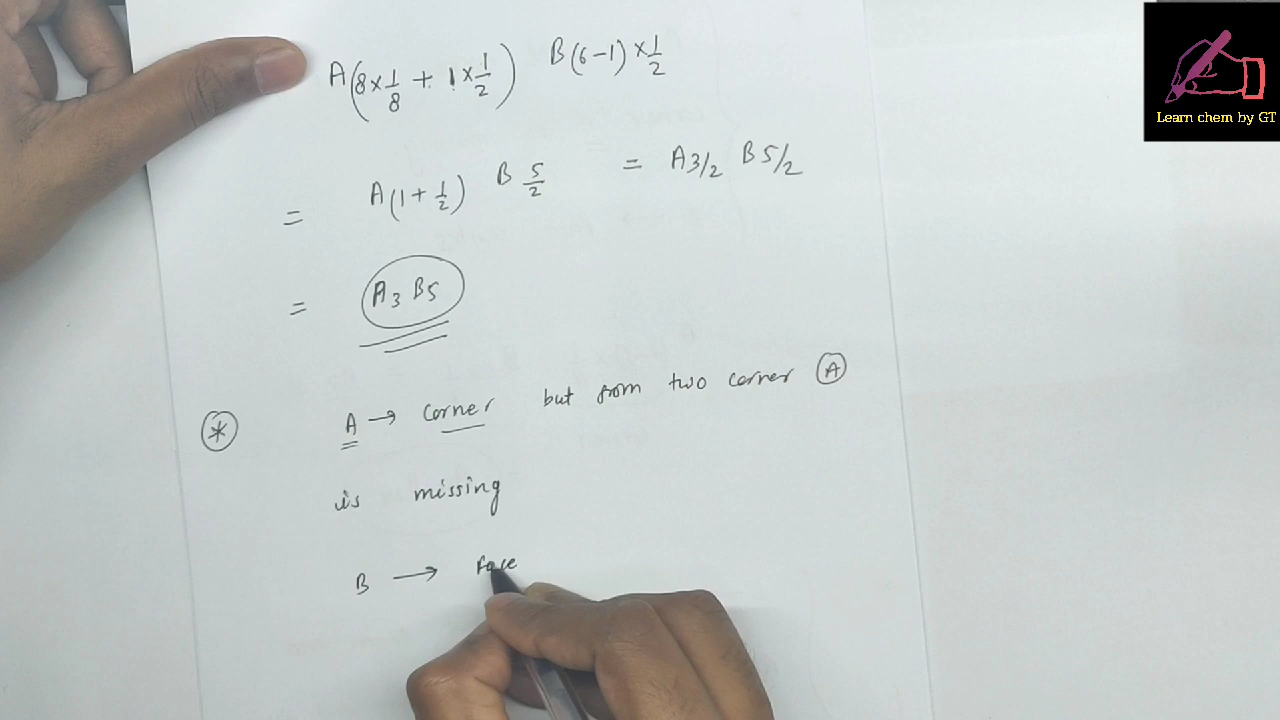 A(8×1/8 + 1×1/2) B(6-1)×1/2
= A(1+1/2) B 5/2 = A3/2 B5/2
= A3 B5
* A → corner but from two corner A
is missing
B → Face
Learn chem by GT